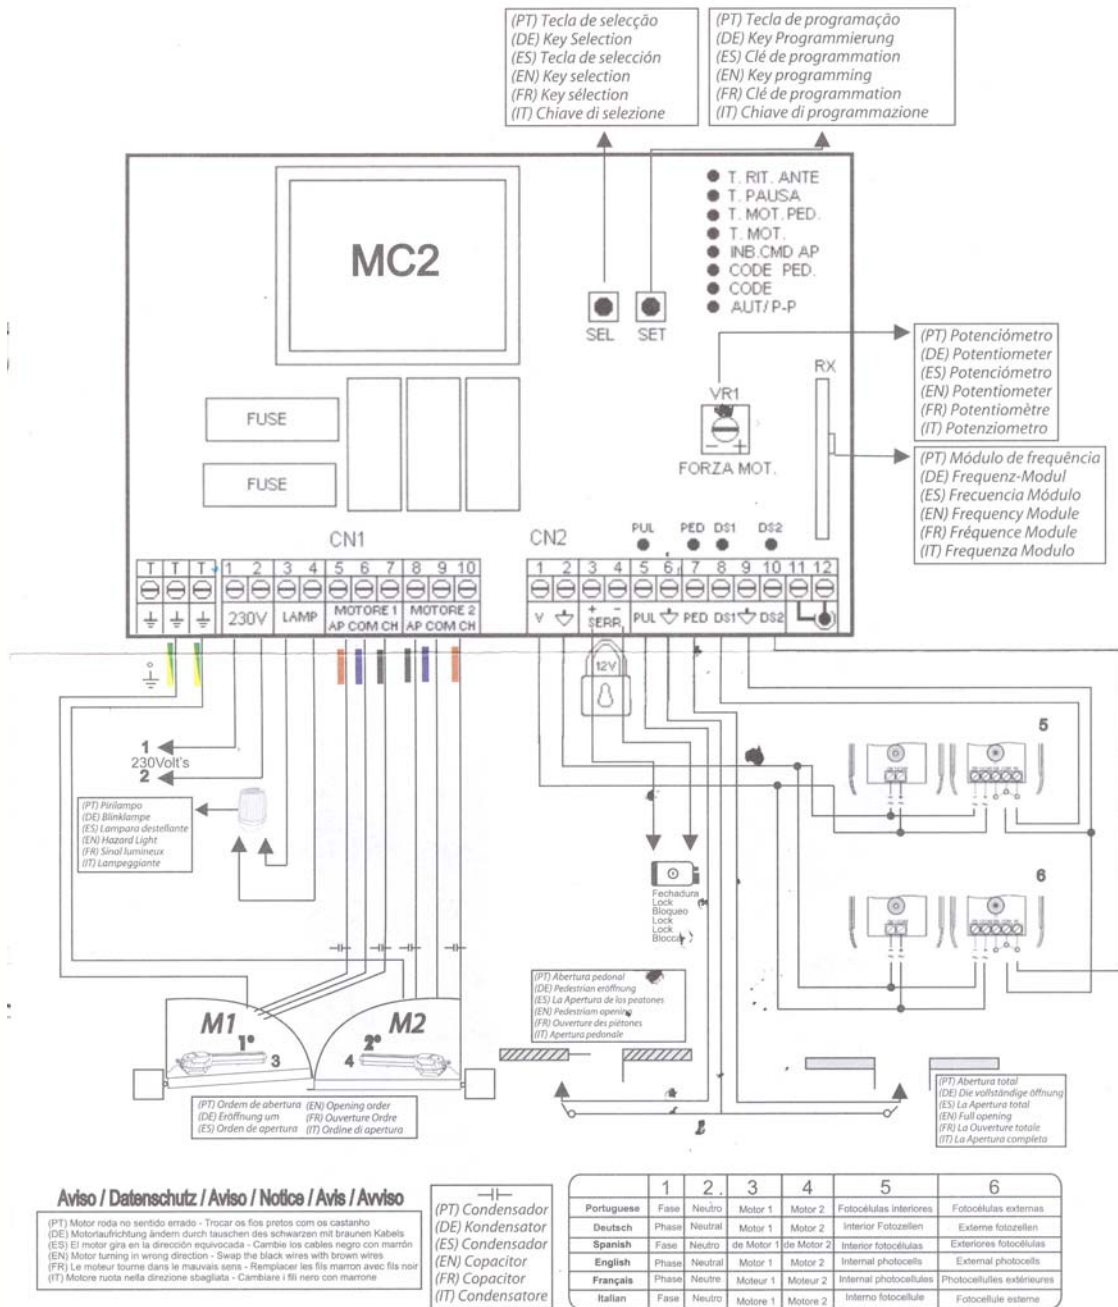 (PT) Tecla de selecção
(DE) Key Selection
(ES) Tecla de selección
(EN) Key selection
(FR) Key sélection
(IT) Chiave di selezione
(PT) Tecla de programação
(DE) Key Programmierung
(ES) Clé de programmation
(EN) Key programming
(FR) Clé de programmation
(IT) Chiave di programmazione
MC2
T. RIT. ANTE
T. PAUSA
T. MOT. PED.
T. MOT.
INB.CMD AP
CODE PED.
CODE
AUT/ P-P
SEL SET
RX
VR1
- +
FORZA MOT.
(PT) Potenciómetro
(DE) Potentiometer
(ES) Potenciómetro
(EN) Potentiometer
(FR) Potentiomètre
(IT) Potenziometro
(PT) Módulo de frequência
(DE) Frequenz-Modul
(ES) Frecuencia Módulo
(EN) Frequency Module
(FR) Fréquence Module
(IT) Frequenza Modulo
FUSE
FUSE
CN1
CN2
PUL PED DS1 DS2
T T T 1 2 3 4 5 6 7 8 9 10
1 2 3 4 5 6 7 8 9 10 11 12
230V LAMP MOTORE 1 MOTORE 2
AP COM CH AP COM CH
V + - SERR PUL PED DS1 DS2
12V
1
230Volt's
2
(PT) Pirilampo
(DE) Blinklampe
(ES) Lampara destellante
(EN) Hazard Light
(FR) Sinal lumineux
(IT) Lampeggiante
5
6
Fechadura
Lock
Bloqueo
Lock
Lock
(PT) Abertura pedonal
(DE) Pedestrian eröffnung
(ES) La Apertura de los peatones
(EN) Pedestriam opening
(FR) Ouverture des piétones
(IT) Apertura pedonale
M1 M2
1º 2º
3 4
(PT) Ordem de abertura (EN) Opening order
(DE) Eröffnung um (FR) Ouverture Ordre
(ES) Orden de apertura (IT) Ordine di apertura
(PT) Abertura total
(DE) Die vollständige öffnung
(ES) La Apertura total
(EN) Full opening
(FR) La Ouverture totale
(IT) La Apertura completa
Aviso / Datenschutz / Aviso / Notice / Avis / Avviso
(PT) Motor roda no sentido errado - Trocar os fios pretos com os castanho
(DE) Motorlaufrichtung ändern durch tauschen des schwarzen mit braunen Kabels
(ES) El motor gira en la dirección equivocada - Cambie los cables negro con marrón
(EN) Motor turning in wrong direction - Swap the black wires with brown wires
(FR) Le moteur tourne dans le mauvais sens - Remplacer les fils marron avec fils noir
(IT) Motore ruota nella direzione sbagliata - Cambiare i fili nero con marrone
(PT) Condensador
(DE) Kondensator
(ES) Condensador
(EN) Copacitor
(FR) Copacitor
(IT) Condensatore
1 2 3 4 5 6
Portuguese Fase Neutro Motor 1 Motor 2 Fotocélulas interiores Fotocélulas externas
Deutsch Phase Neutral Motor 1 Motor 2 Interior Fotozellen Externe fotozellen
Spanish Fase Neutro de Motor 1 de Motor 2 Interior fotocélulas Exteriores fotocélulas
English Phase Neutral Motor 1 Motor 2 Internal photocells External photocells
Français Phase Neutre Moteur 1 Moteur 2 Internal photocellules Photocellulles extérieures
Italian Fase Neutro Motore 1 Motore 2 Interno fotocellule Fotocellule esterne